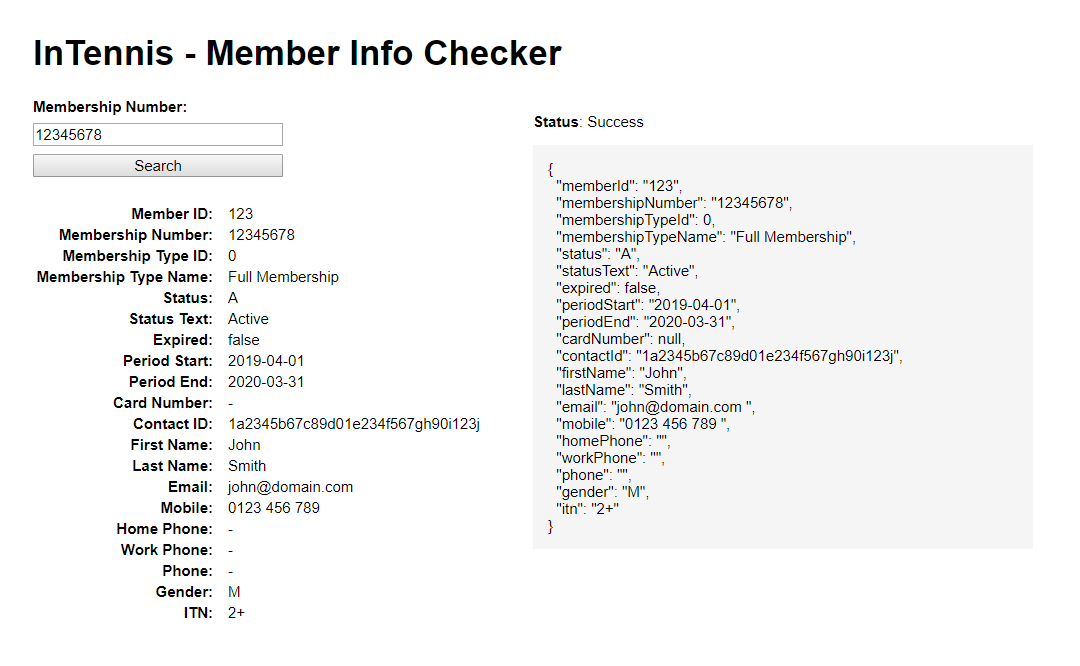 InTennis - Member Info Checker
Membership Number:
12345678
Search
Member ID: 123
Membership Number: 12345678
Membership Type ID: 0
Membership Type Name: Full Membership
Status: A
Status Text: Active
Expired: false
Period Start: 2019-04-01
Period End: 2020-03-31
Card Number: -
Contact ID: 1a2345b67c89d01e234f567gh90i123j
First Name: John
Last Name: Smith
Email: john@domain.com
Mobile: 0123 456 789
Home Phone: -
Work Phone: -
Phone: -
Gender: M
ITN: 2+
Status: Success
{
"memberId": "123",
"membershipNumber": "12345678",
"membershipTypeId": 0,
"membershipTypeName": "Full Membership",
"status": "A",
"statusText": "Active",
"expired": false,
"periodStart": "2019-04-01",
"periodEnd": "2020-03-31",
"cardNumber": null,
"contactId": "1a2345b67c89d01e234f567gh90i123j",
"firstName": "John",
"lastName": "Smith",
"email": "john@domain.com ",
"mobile": "0123 456 789 ",
"homePhone": "",
"workPhone": "",
"phone": "",
"gender": "M",
"itn": "2+"
}